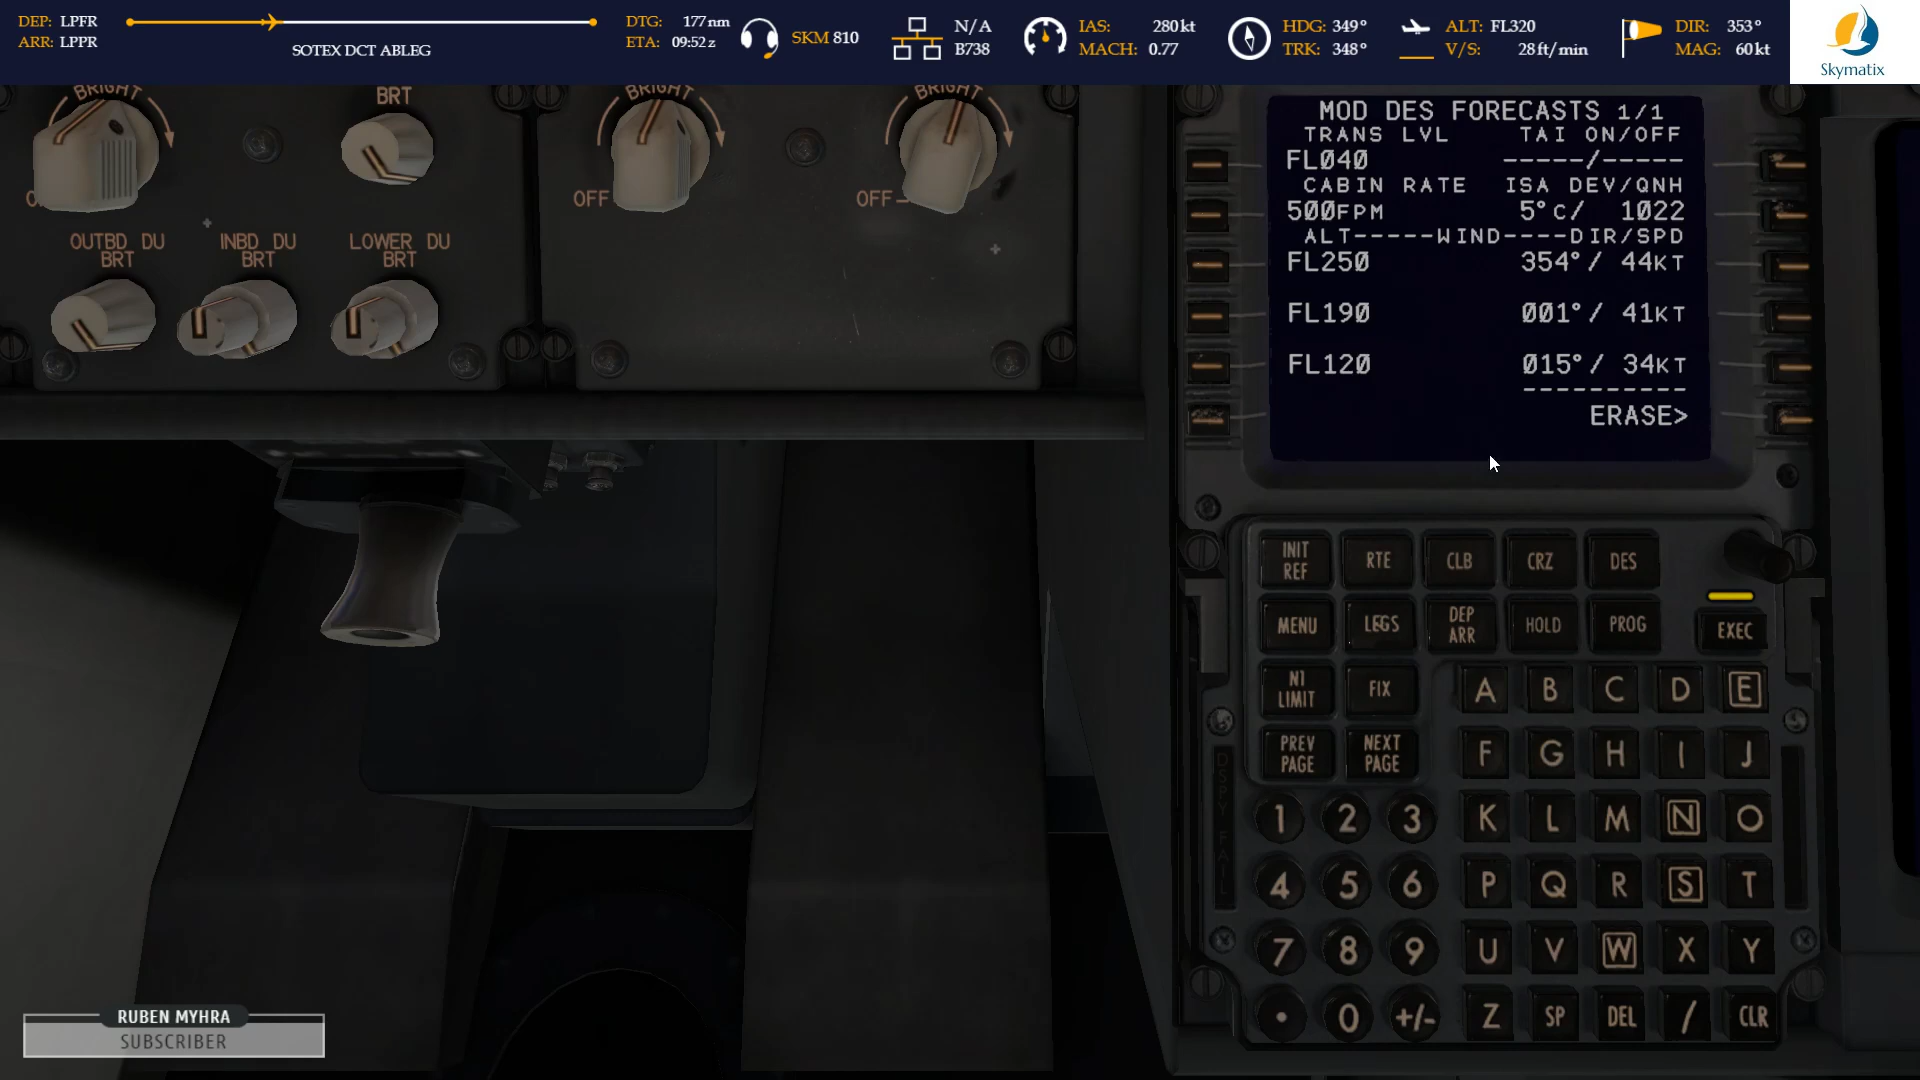 DEP: LPFR
ARR: LPPR
SOTEX DCT ABLEG
DTG: 177nm
ETA: 09:52z
SKM 810
N/A
B738
IAS: 280kt
MACH: 0.77
HDG: 349°
TRK: 348°
ALT: FL320
V/S: 28ft/min
DIR: 353°
MAG: 60kt
Skymatix
BRIGHT
BRT
BRIGHT
BRIGHT
OFF
OFF
OUTBD DU
BRT
INBD DU
BRT
LOWER DU
BRT
MOD DES FORECASTS 1/1
TRANS LVL TAI ON/OFF
FL040 -----/-----
CABIN RATE ISA DEV/QNH
500FPM 5°C/ 1022
ALT-----WIND----DIR/SPD
FL250 354°/ 44KT
FL190 001°/ 41KT
FL120 015°/ 34KT
----------
ERASE>
INIT
REF
RTE
CLB
CRZ
DES
MENU
LEGS
DEP
ARR
HOLD
PROG
EXEC
N1
LIMIT
FIX
A B C D E
PREV
PAGE
NEXT
PAGE
F G H I J
1 2 3 K L M N O
4 5 6 P Q R S T
7 8 9 U V W X Y
. 0 +/- Z SP DEL / CLR
DSPY FAIL
RUBEN MYHRA
SUBSCRIBER